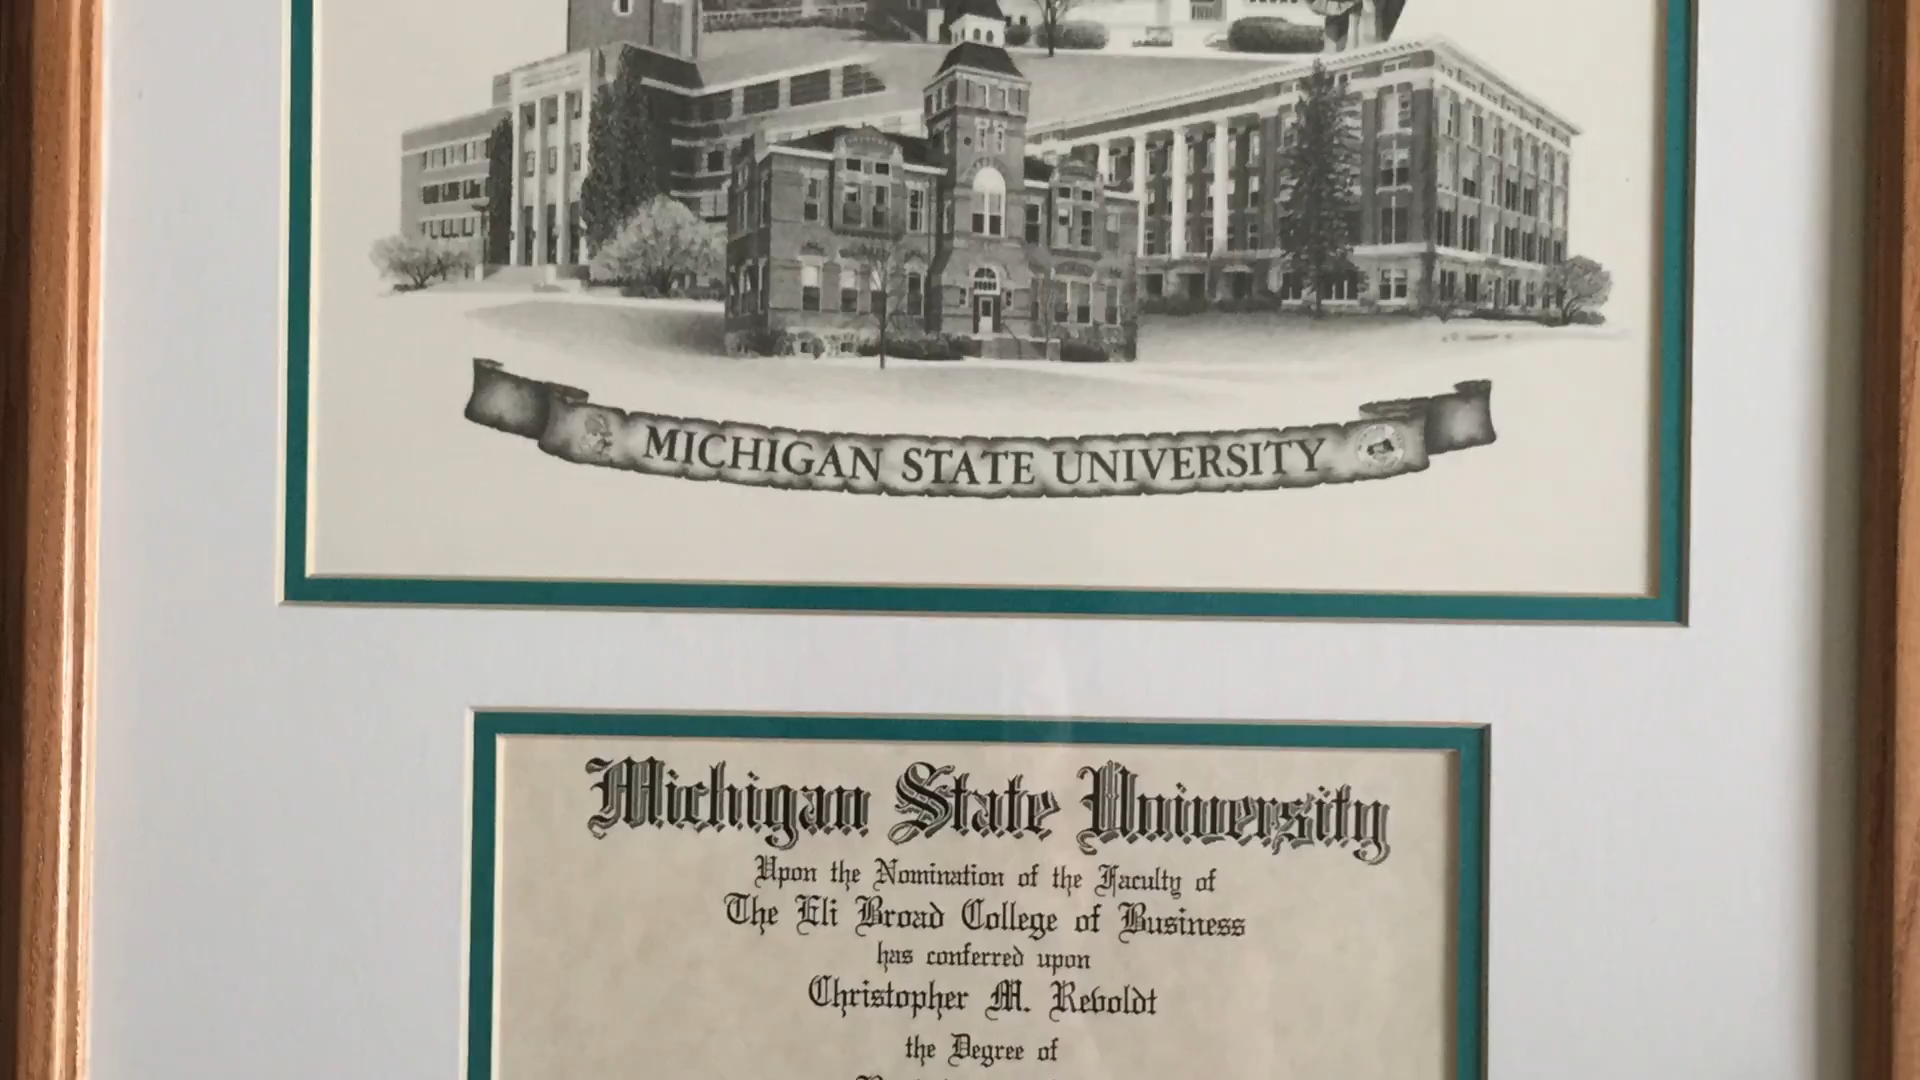 MICHIGAN STATE UNIVERSITY
Michigan State University
Upon the Nomination of the Faculty of
The Eli Broad College of Business
has conferred upon
Christopher M. Revoldt
the Degree of